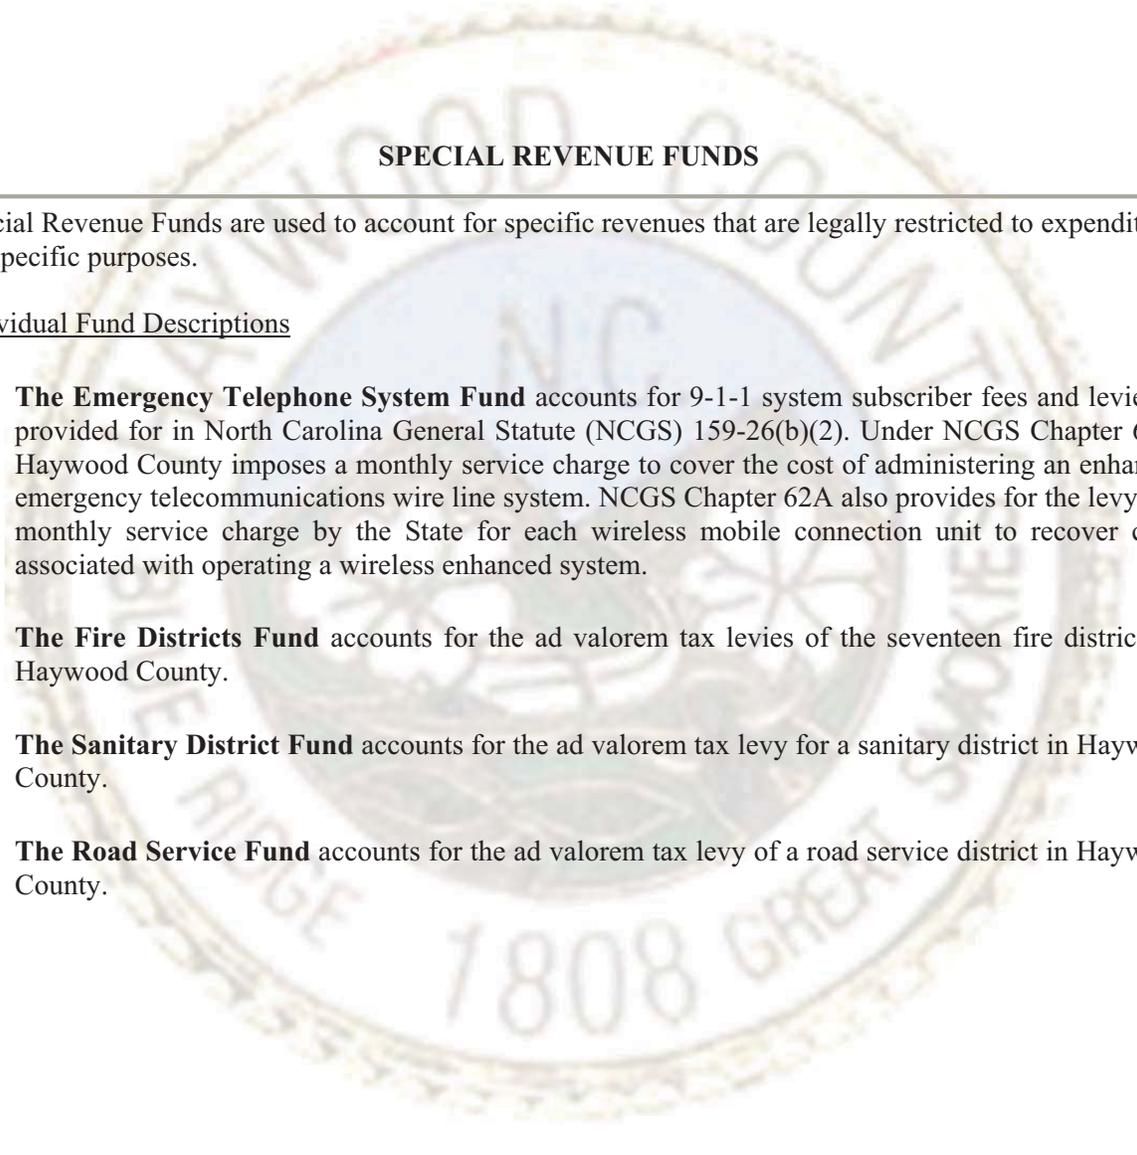 SPECIAL REVENUE FUNDS
cial Revenue Funds are used to account for specific revenues that are legally restricted to expendit
pecific purposes.
vidual Fund Descriptions
The Emergency Telephone System Fund accounts for 9-1-1 system subscriber fees and levie
provided for in North Carolina General Statute (NCGS) 159-26(b)(2). Under NCGS Chapter
Haywood County imposes a monthly service charge to cover the cost of administering an enhan
emergency telecommunications wire line system. NCGS Chapter 62A also provides for the levy
monthly service charge by the State for each wireless mobile connection unit to recover
associated with operating a wireless enhanced system.
The Fire Districts Fund accounts for the ad valorem tax levies of the seventeen fire distric
Haywood County.
The Sanitary District Fund accounts for the ad valorem tax levy for a sanitary district in Hayw
County.
The Road Service Fund accounts for the ad valorem tax levy of a road service district in Hayw
County.
HAYWOOD COUNTY
NC
BLUE RIDGE
1808
GREAT SMOKIE